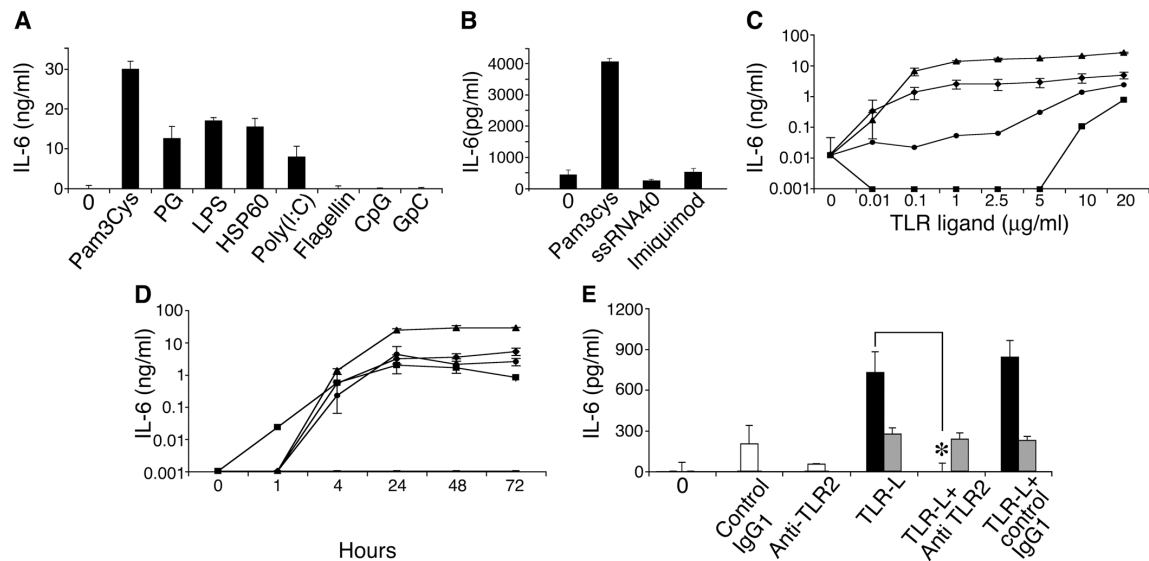 A
IL-6 (ng/ml)
30
20
10
0
0
Pam3Cys
PG
LPS
HSP60
Poly(I:C)
Flagellin
CpG
GpC
B
IL-6(pg/ml)
4000
3000
2000
1000
0
0
Pam3cys
ssRNA40
Imiquimod
C
IL-6 (ng/ml)
100
10
1
0.1
0.01
0.001
0 0.01 0.1 1 2.5 5 10 20
TLR ligand (μg/ml)
D
IL-6 (ng/ml)
100
10
1
0.1
0.01
0.001
0 1 4 24 48 72
Hours
E
IL-6 (pg/ml)
1200
900
600
300
0
*
0
Control
IgG1
Anti-TLR2
TLR-L
TLR-L+
Anti TLR2
TLR-L+
control
IgG1